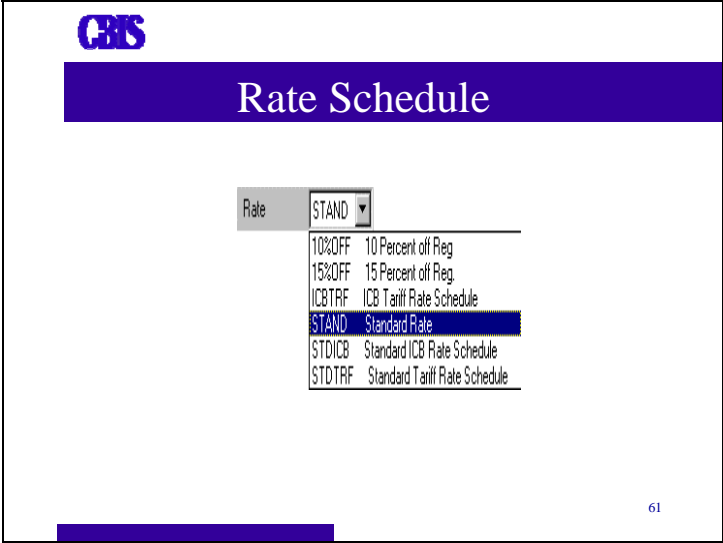 CBIS
Rate Schedule
Rate STAND
10%OFF 10 Percent off Reg
15%OFF 15 Percent off Reg.
ICBTRF ICB Tariff Rate Schedule
STAND Standard Rate
STDICB Standard ICB Rate Schedule
STDTRF Standard Tariff Rate Schedule
61